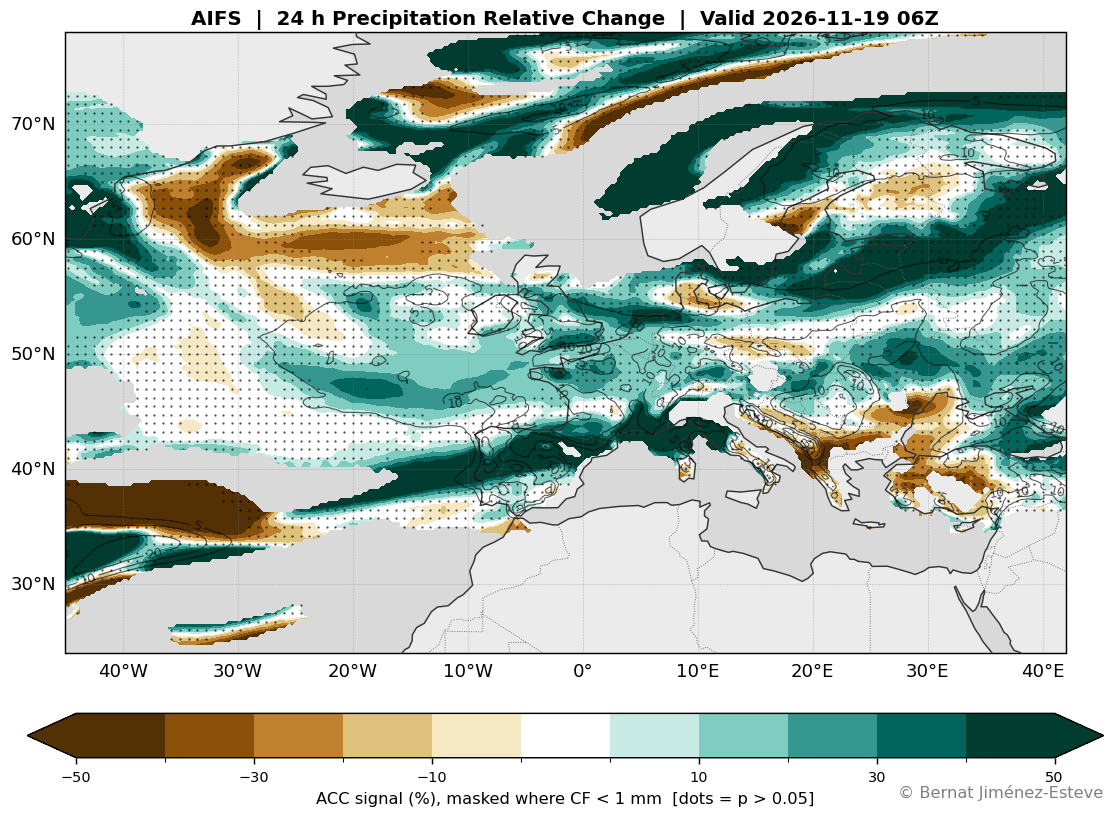 AIFS | 24 h Precipitation Relative Change | Valid 2026-11-19 06Z
70°N
60°N
50°N
40°N
30°N
40°W 30°W 20°W 10°W 0° 10°E 20°E 30°E 40°E
−50 −30 −10 10 30 50
ACC signal (%), masked where CF < 1 mm [dots = p > 0.05]
© Bernat Jiménez-Esteve